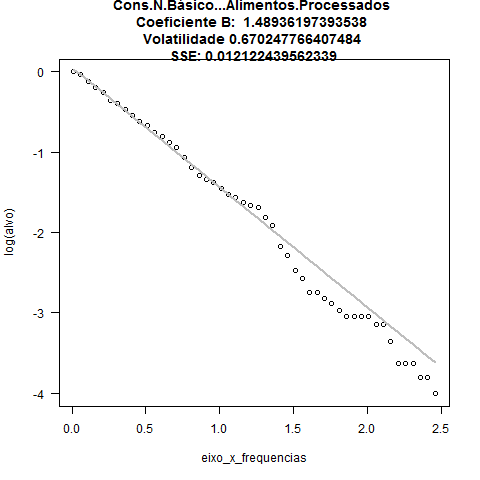 Cons.N.Básico...Alimentos.Processados
Coeficiente B: 1.48936197393538
Volatilidade 0.670247766407484
SSE: 0.012122439562339
0
-1
-2
-3
-4
log(alvo)
0.0 0.5 1.0 1.5 2.0 2.5
eixo_x_frequencias